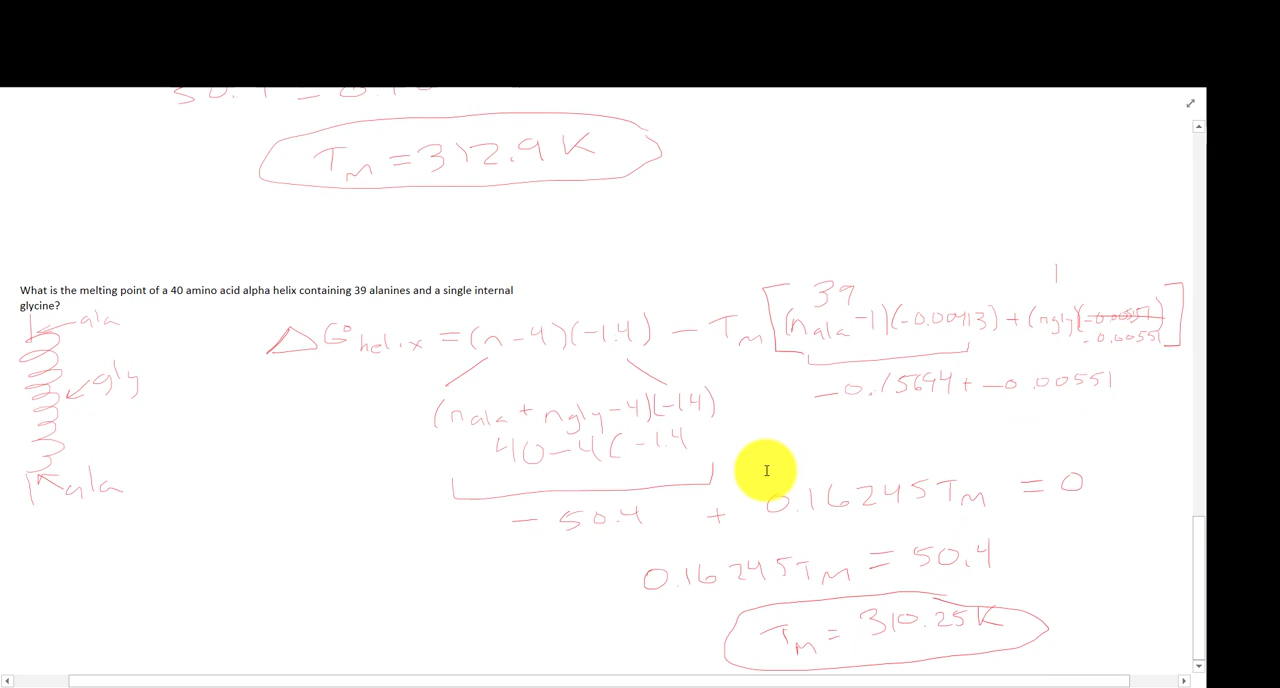 T_M = 312.9 K
What is the melting point of a 40 amino acid alpha helix containing 39 alanines and a single internal
glycine?
ala
gly
ala
39 1
ΔG°helix = (n - 4)(-1.4) - T_M [(n_ala - 1)(-0.00413) + (n_gly)(-0.00551)]
-0.00551
-0.15694 + -0.00551
(n_ala + n_gly - 4)(-1.4)
40 - 4 (-1.4
-50.4 + 0.16245 T_M = 0
0.16245 T_M = 50.4
T_M = 310.25 K